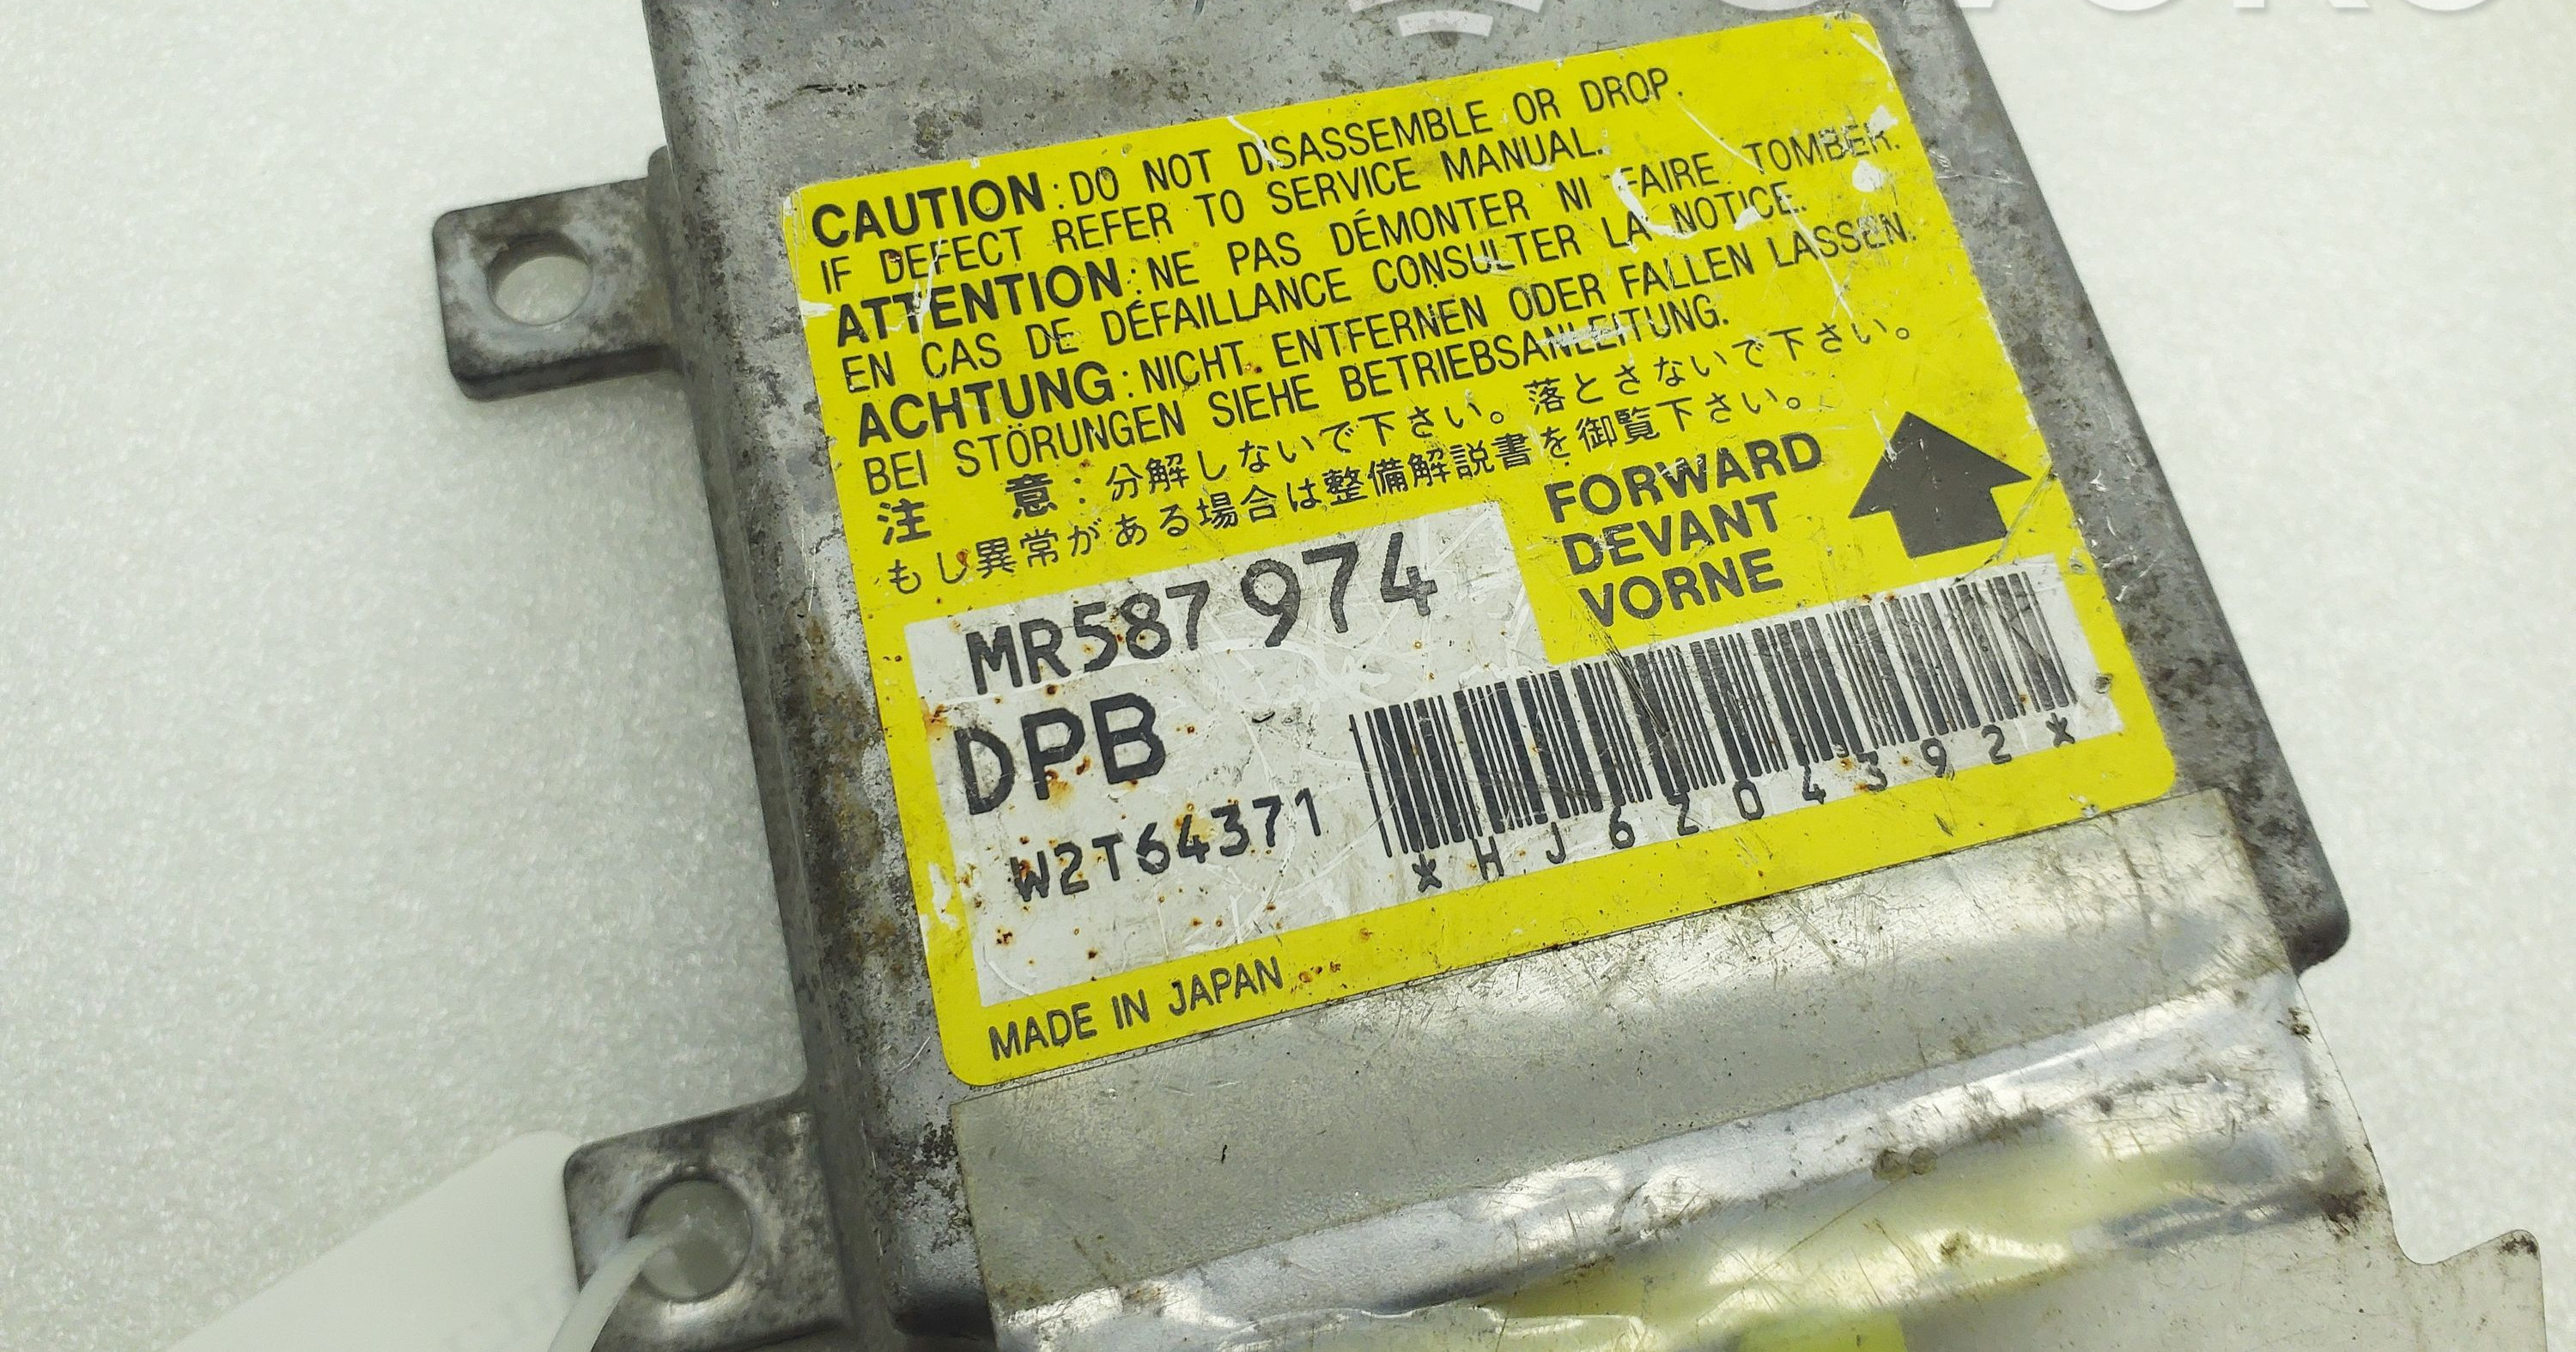 CAUTION : DO NOT DISASSEMBLE OR DROP.
IF DEFECT REFER TO SERVICE MANUAL.
ATTENTION : NE PAS DÉMONTER NI FAIRE TOMBER.
EN CAS DE DÉFAILLANCE CONSULTER LA NOTICE.
ACHTUNG : NICHT ENTFERNEN ODER FALLEN LASSEN.
BEI STÖRUNGEN SIEHE BETRIEBSANLEITUNG.
注 意 : 分解しないで下さい。落とさないで下さい。
もし異常がある場合は整備解説書を御覧下さい。
FORWARD
DEVANT
VORNE
MR587974
DPB
W2T64371
*HJ6Z04392*
MADE IN JAPAN